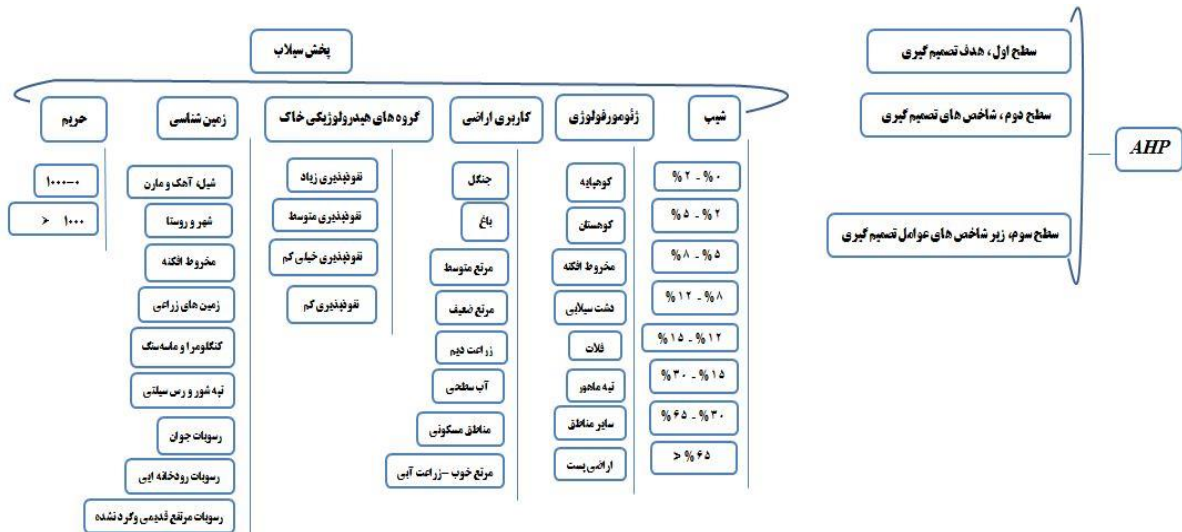 سطح اول، هدف تصمیم گیری
سطح دوم، شاخص های تصمیم گیری
سطح سوم، زیر شاخص های عوامل تصمیم گیری
AHP
پخش سیلاب
شیب
ژئومورفولوژی
کاربری اراضی
گروه های هیدرولوژیکی خاک
زمین شناسی
حریم
%۰ - %۲
%۲ - %۵
%۵ - %۸
%۸ - %۱۲
%۱۲ - %۱۵
%۱۵ - %۳۰
%۳۰ - %۶۵
%۶۵ <
کوهپایه
کوهستان
مخروط افکنه
دشت سیلابی
فلات
تپه ماهور
سایر مناطق
اراضی پست
جنگل
باغ
مرتع متوسط
مرتع ضعیف
زراعت دیم
آب سطحی
مناطق مسکونی
مرتع خوب –زراعت آبی
نفوذپذیری زیاد
نفوذپذیری متوسط
نفوذپذیری خیلی کم
نفوذپذیری کم
شیل، آهک و مارن
شهر و روستا
مخروط افکنه
زمین های زراعی
کنگلومرا و ماسه سنگ
تپه شور و رس سیلتی
رسوبات جوان
رسوبات رودخانه ایی
رسوبات مرتفع قدیمی وگرد نشده
۰-۱۰۰۰
۱۰۰۰ <